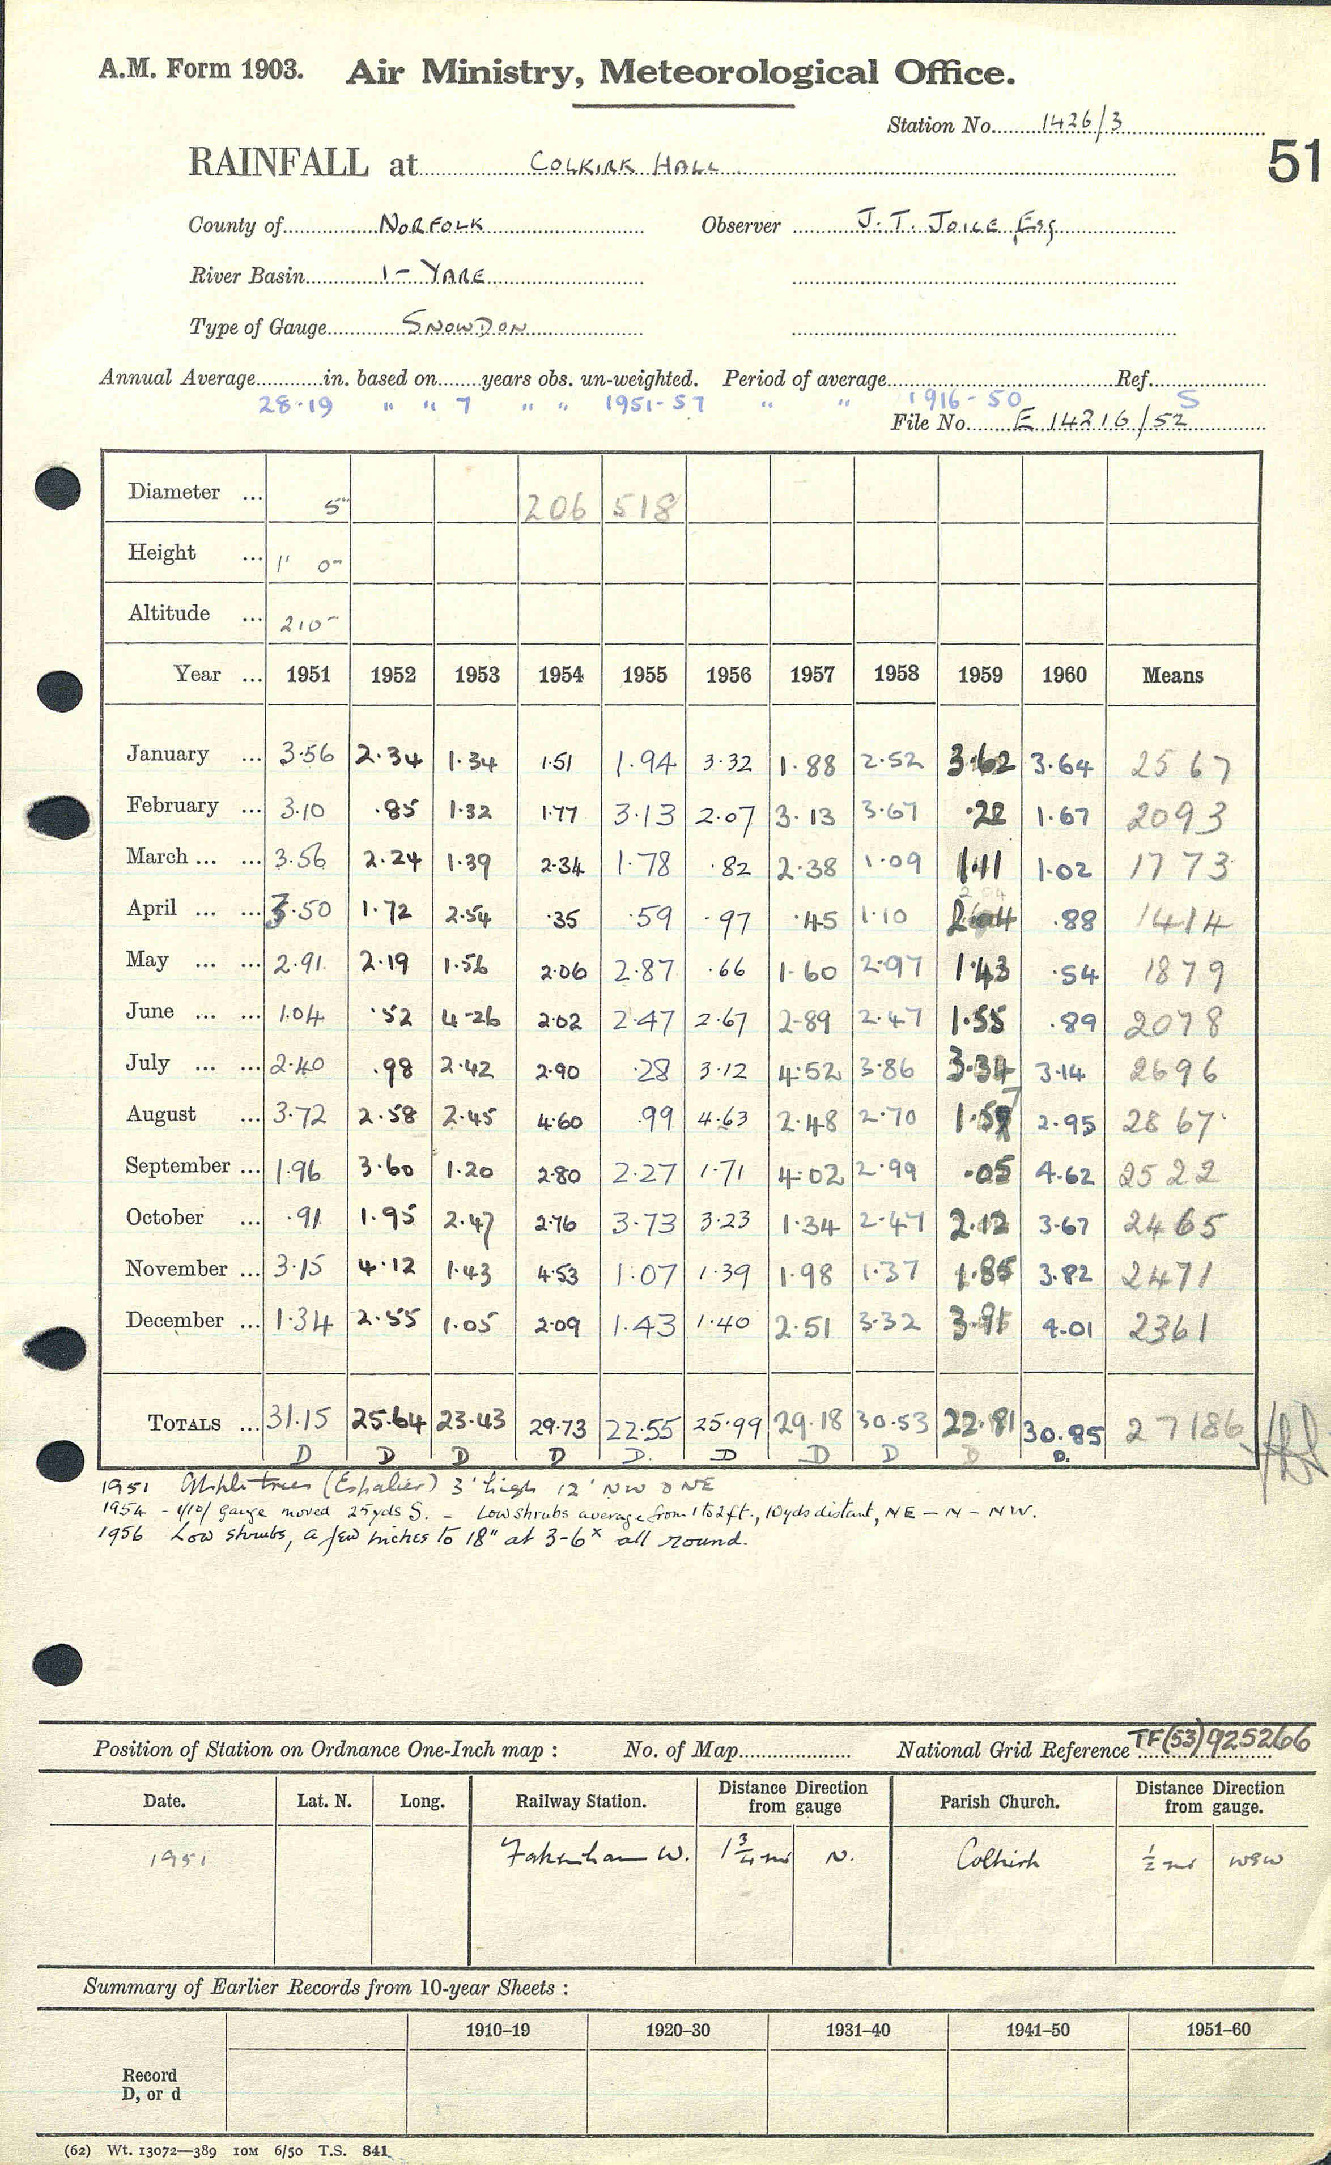 A.M. Form 1903. Air Ministry, Meteorological Office.
Station No. 1426/3
RAINFALL at COLKIRK HALL
51
County of NORFOLK Observer J. T. JOICE Esq
River Basin 1 - YARE
Type of Gauge SNOWDON
Annual Average in. based on years obs. un-weighted. Period of average Ref.
28.19 " " 7 " " 1951-57 " " 1916-50 S
File No. E 14216/52
Diameter ... 5" 206 518
Height ... 1' 0"
Altitude ... 210
Year ... 1951 1952 1953 1954 1955 1956 1957 1958 1959 1960 Means
January ... 3.56 2.34 1.34 1.51 1.94 3.32 1.88 2.52 3.62 3.64 2567
February ... 3.10 .85 1.32 1.77 3.13 2.07 3.13 3.67 .22 1.67 2093
March ... ... 3.56 2.24 1.39 2.34 1.78 .82 2.38 1.09 1.41 1.02 1773
April ... ... 3.50 1.72 2.54 .35 .59 .97 .45 1.10 2.04 .88 1414
May ... ... 2.91 2.19 1.56 2.06 2.87 .66 1.60 2.97 1.43 .54 1879
June ... ... 1.04 .52 4.26 2.02 2.47 2.67 2.89 2.47 1.55 .89 2078
July ... ... 2.40 .98 2.42 2.90 .28 3.12 4.52 3.86 3.34 3.14 2696
August ... 3.72 2.58 2.45 4.60 .99 4.63 2.48 2.70 1.57 2.95 2867
September ... 1.96 3.60 1.20 2.80 2.27 1.71 4.02 2.99 .05 4.62 2522
October ... .91 1.95 2.47 2.76 3.73 3.23 1.34 2.47 2.12 3.67 2465
November ... 3.15 4.12 1.43 4.53 1.07 1.39 1.98 1.37 1.85 3.82 2471
December ... 1.34 2.55 1.05 2.09 1.43 1.40 2.51 3.32 3.91 4.01 2361
TOTALS ... 31.15 25.64 23.43 29.73 22.55 25.99 29.18 30.53 22.81 30.85 27186
D D D D D. D D D D D.
1951 Apple trees (Espalier) 3' high 12' NW & NE
1954 - 1/10/ gauge moved 25yds S. - Low shrubs average from 1 to 2ft., 10yds distant, NE - N - NW.
1956 Low shrubs, a few inches to 18" at 3-6x all round.
Position of Station on Ordnance One-Inch map : No. of Map National Grid Reference TF(53)925266
Date. Lat. N. Long. Railway Station. Distance Direction from gauge Parish Church. Distance Direction from gauge.
1951 Fakenham W. 1 3/4 mi N. Colkirk 1/2 mi WSW
Summary of Earlier Records from 10-year Sheets :
1910-19 1920-30 1931-40 1941-50 1951-60
Record
D, or d
(62) Wt. 13072—389 10M 6/50 T.S. 841